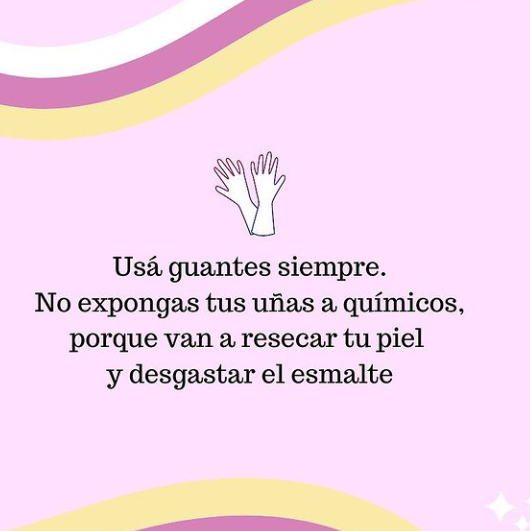 Usá guantes siempre.
No expongas tus uñas a químicos,
porque van a resecar tu piel
y desgastar el esmalte